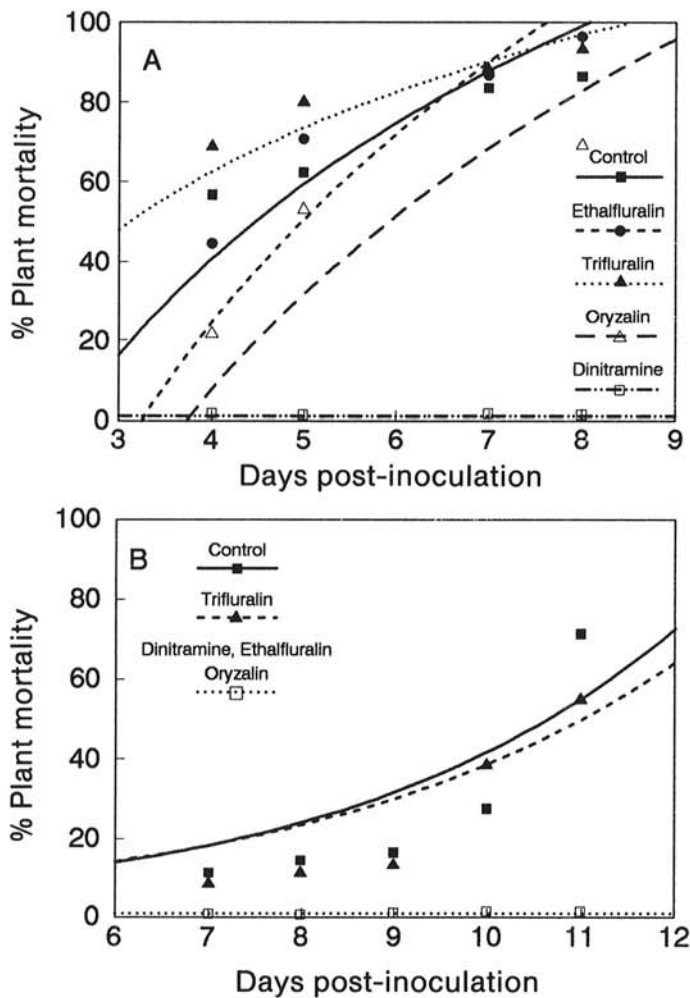 100
80
60
40
20
0
% Plant mortality
A
Control
Ethalfluralin
Trifluralin
Oryzalin
Dinitramine
3 4 5 6 7 8 9
Days post-inoculation
100
80
60
40
20
0
% Plant mortality
B
Control
Trifluralin
Dinitramine, Ethalfluralin
Oryzalin
6 7 8 9 10 11 12
Days post-inoculation